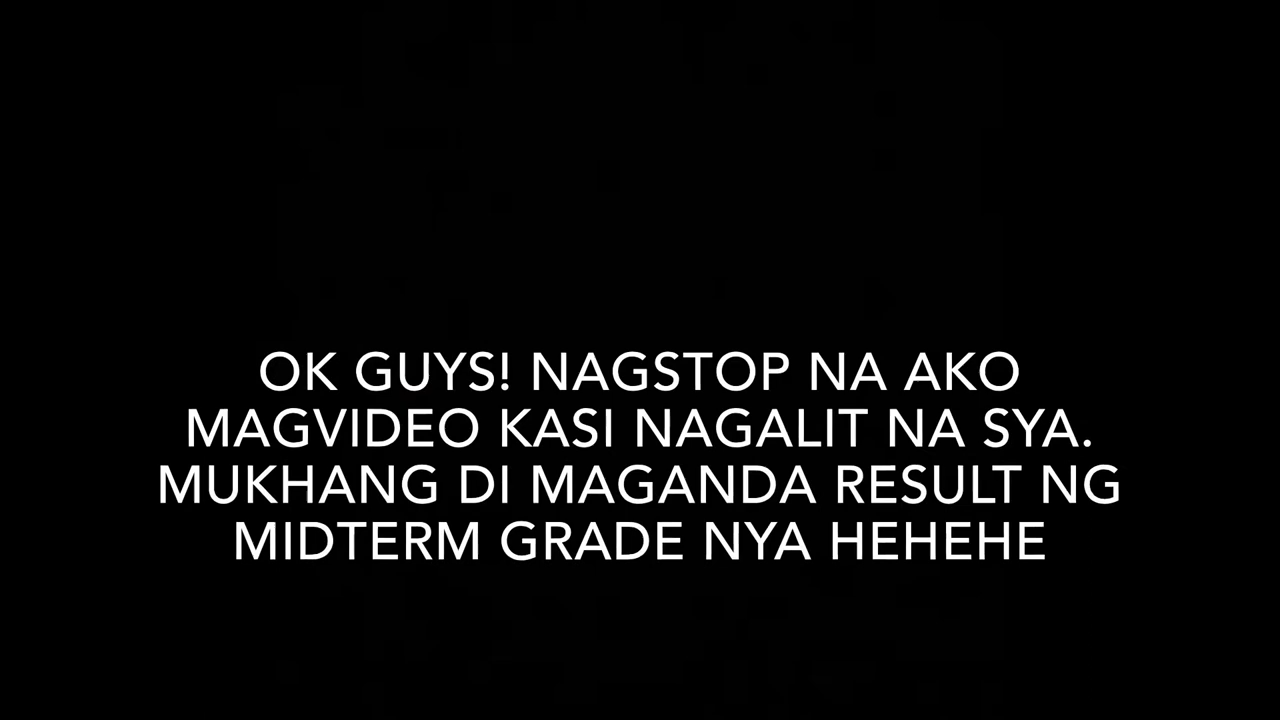 OK GUYS! NAGSTOP NA AKO
MAGVIDEO KASI NAGALIT NA SYA.
MUKHANG DI MAGANDA RESULT NG
MIDTERM GRADE NYA HEHEHE